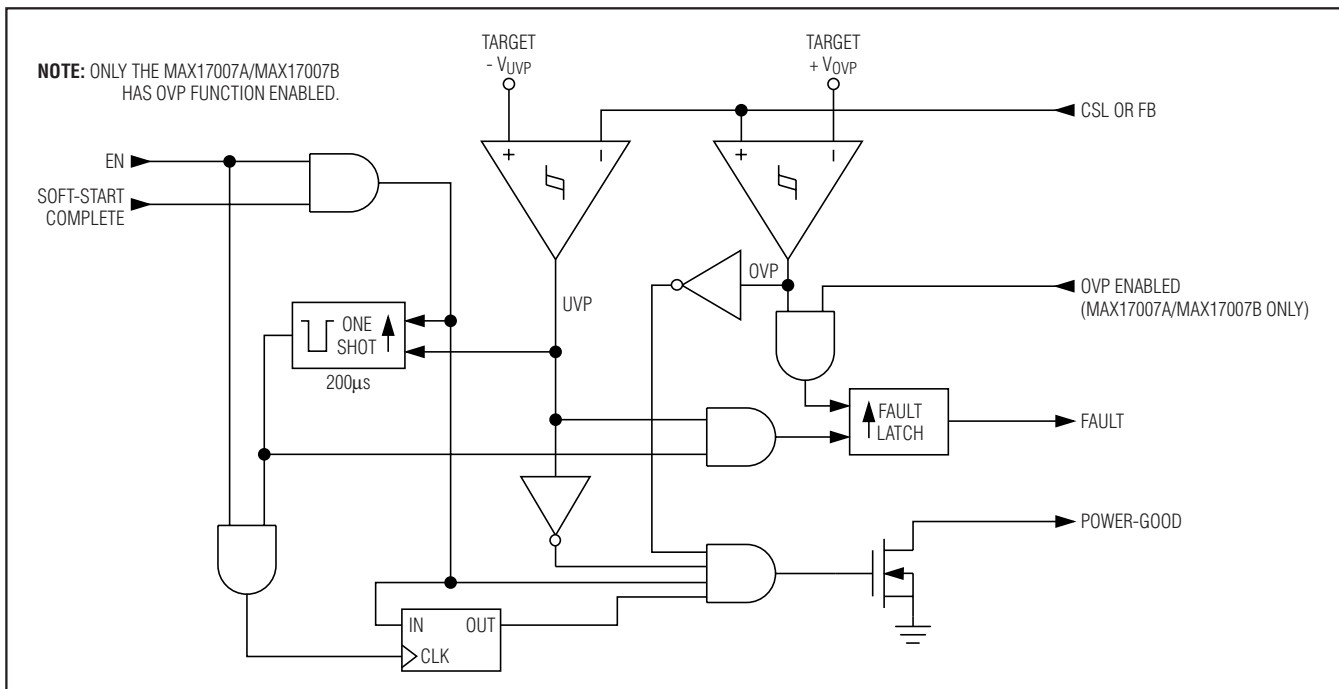 NOTE: ONLY THE MAX17007A/MAX17007B
HAS OVP FUNCTION ENABLED.
TARGET
- VUVP
TARGET
+ VOVP
CSL OR FB
EN
SOFT-START
COMPLETE
+
−
+
−
OVP
OVP ENABLED
(MAX17007A/MAX17007B ONLY)
UVP
ONE
SHOT
200µs
FAULT
LATCH
FAULT
POWER-GOOD
IN
OUT
CLK